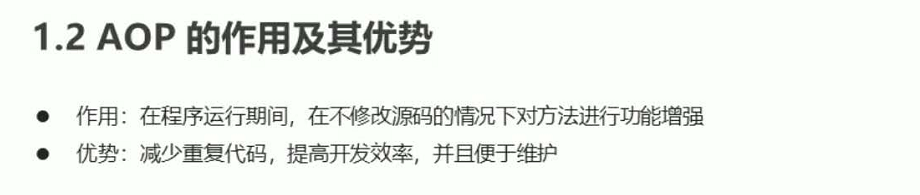 1.2 AOP 的作用及其优势
● 作用：在程序运行期间，在不修改源码的情况下对方法进行功能增强
● 优势：减少重复代码，提高开发效率，并且便于维护